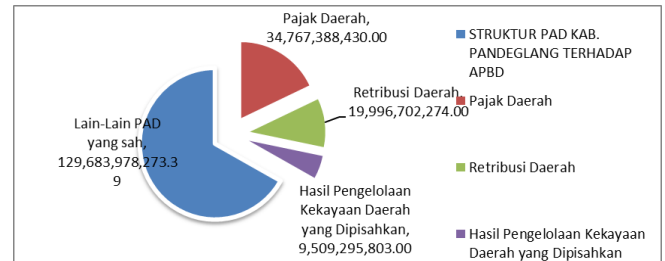 Pajak Daerah,
34,767,388,430.00
Retribusi Daerah,
19,996,702,274.00
Lain-Lain PAD
yang sah,
129,683,978,273.3
9
Hasil Pengelolaan
Kekayaan Daerah
yang Dipisahkan,
9,509,295,803.00
STRUKTUR PAD KAB.
PANDEGLANG TERHADAP
APBD
Pajak Daerah
Retribusi Daerah
Hasil Pengelolaan Kekayaan
Daerah yang Dipisahkan